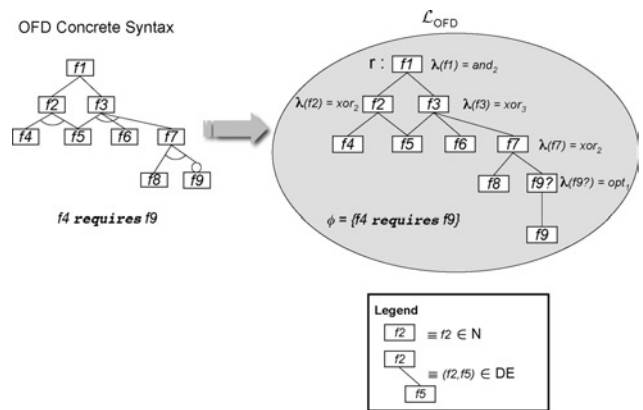 OFD Concrete Syntax
f1
f2
f3
f4
f5
f6
f7
f8
f9
f4 requires f9
ℒOFD
r : f1 λ(f1) = and₂
λ(f2) = xor₂ f2 f3 λ(f3) = xor₃
f4 f5 f6 f7 λ(f7) = xor₂
f8 f9? λ(f9?) = opt₁
ϕ = {f4 requires f9}
f9
Legend
f2 ≡ f2 ∈ N
f2
≡ (f2,f5) ∈ DE
f5